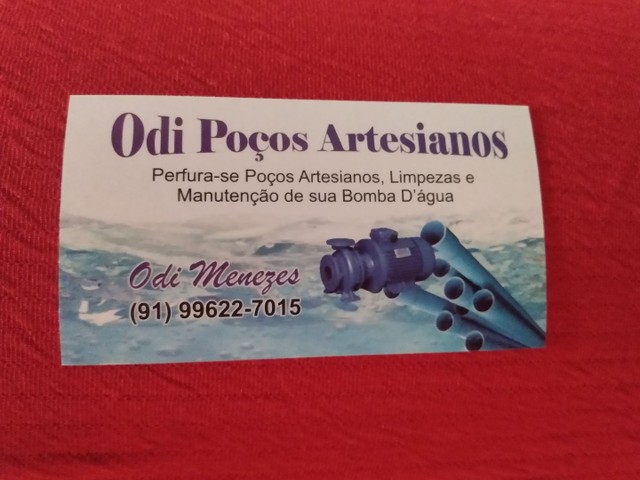 Odi Poços Artesianos
Perfura-se Poços Artesianos, Limpezas e
Manutenção de sua Bomba D'água
Odi Menezes
(91) 99622-7015